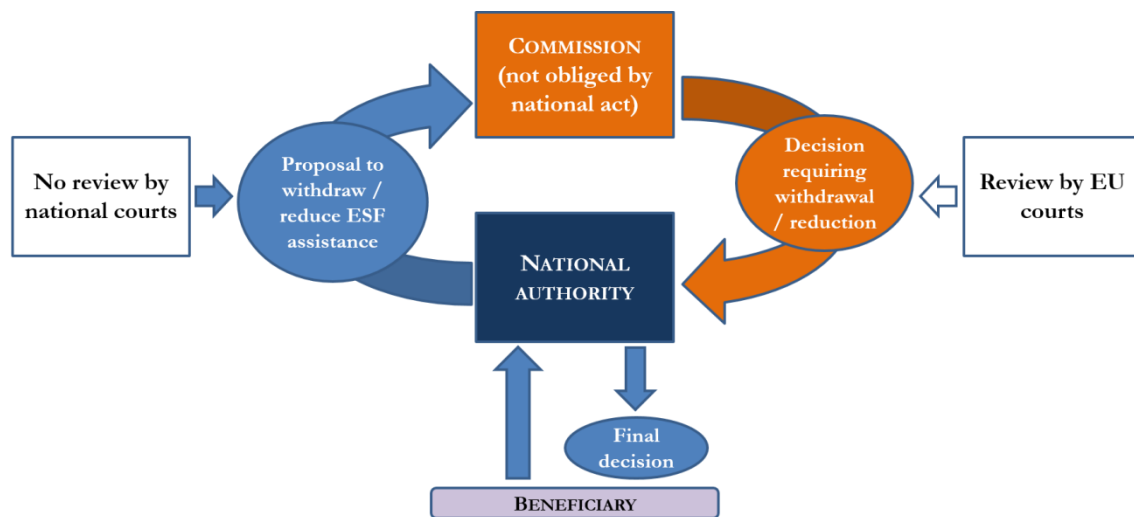 COMMISSION
(not obliged by
national act)
No review by
national courts
Proposal to
withdraw /
reduce ESF
assistance
Decision
requiring
withdrawal
/ reduction
Review by EU
courts
NATIONAL
AUTHORITY
Final
decision
BENEFICIARY